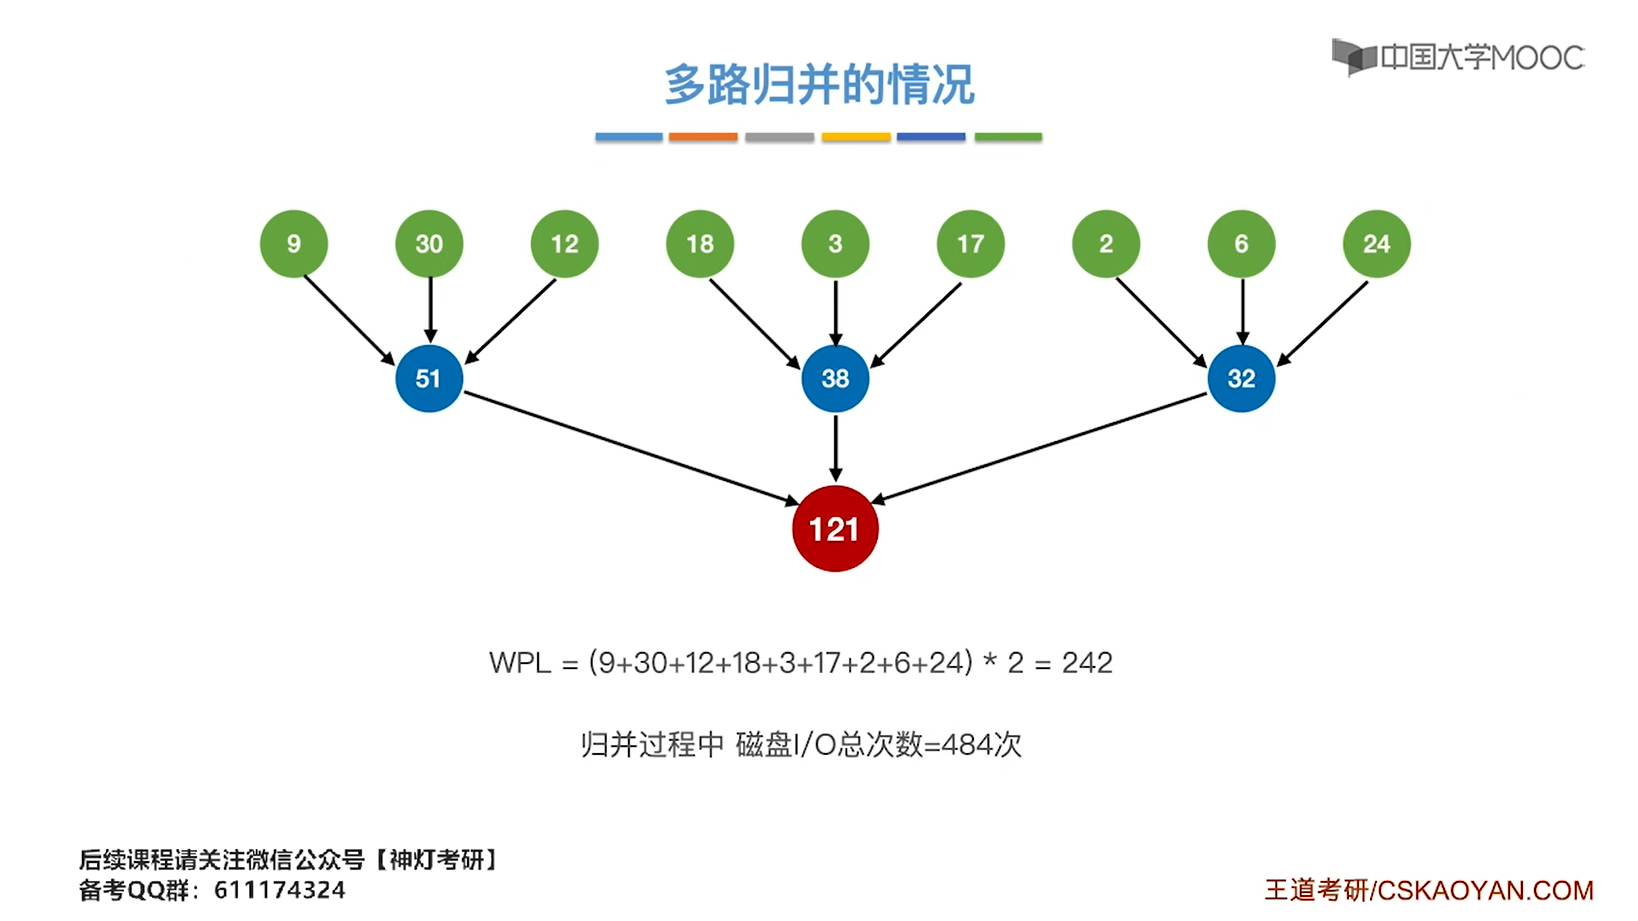 中国大学MOOC
多路归并的情况
9 30 12 18 3 17 2 6 24
51 38 32
121
WPL = (9+30+12+18+3+17+2+6+24) * 2 = 242
归并过程中 磁盘I/O总次数=484次
后续课程请关注微信公众号【神灯考研】
备考QQ群：611174324
王道考研/CSKAOYAN.COM